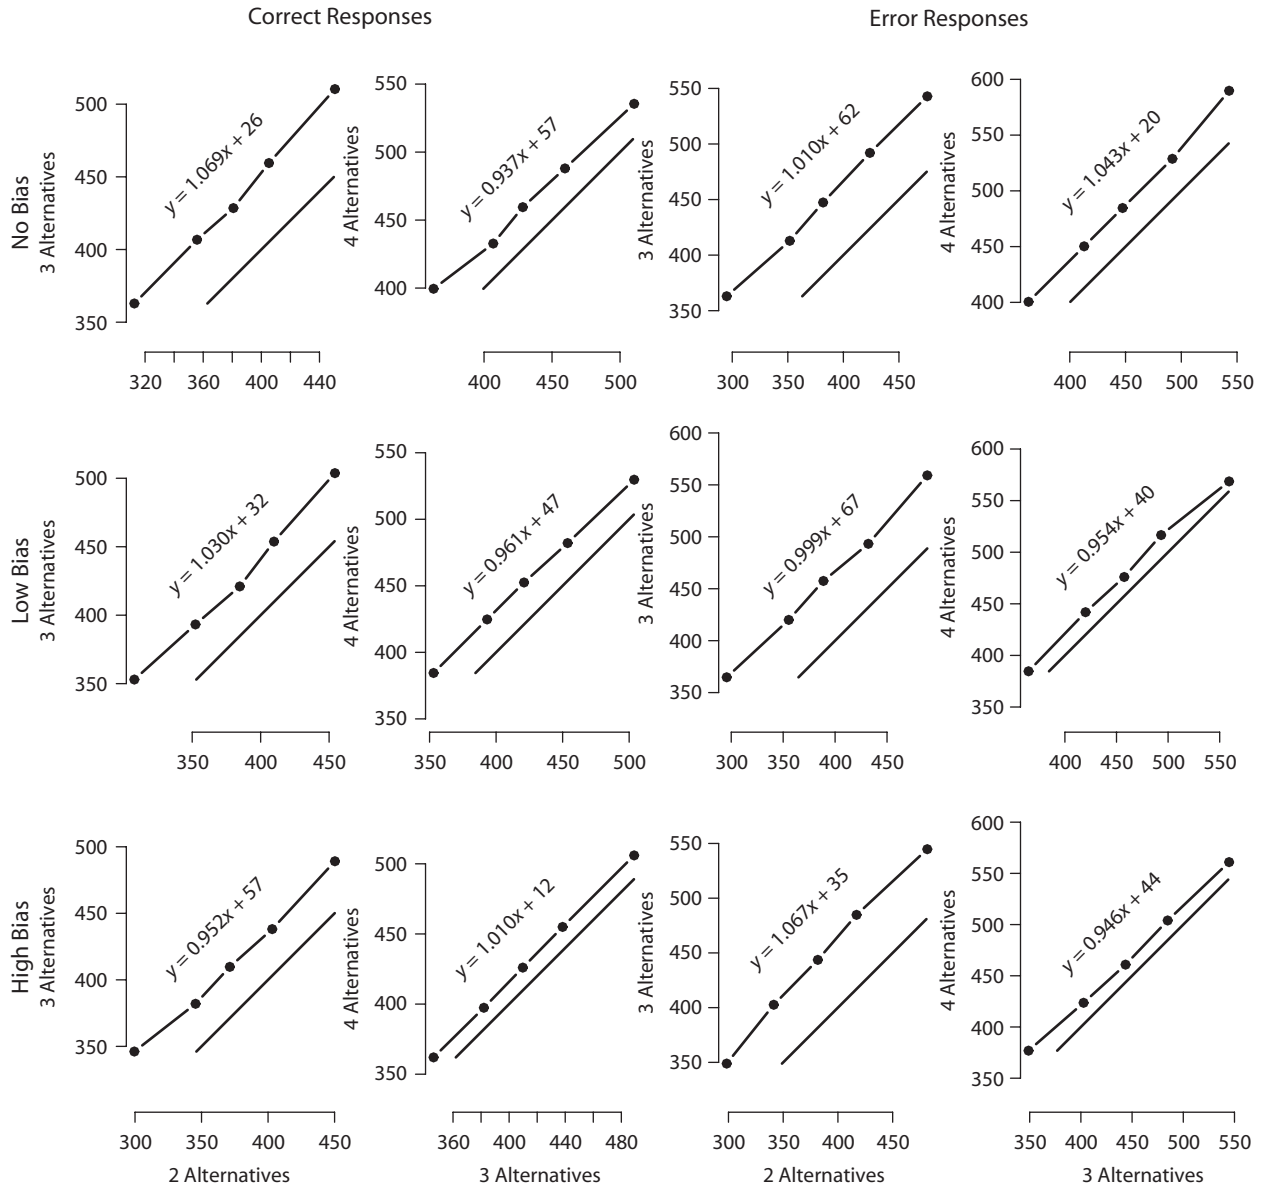 Correct Responses
Error Responses
No Bias
3 Alternatives
500
450
400
350
y = 1.069x + 26
320 360 400 440
4 Alternatives
550
500
450
400
y = 0.937x + 57
400 450 500
3 Alternatives
550
500
450
400
350
y = 1.010x + 62
300 350 400 450
4 Alternatives
600
550
500
450
400
y = 1.043x + 20
400 450 500 550
Low Bias
3 Alternatives
500
450
400
350
y = 1.030x + 32
350 400 450
4 Alternatives
550
500
450
400
350
y = 0.961x + 47
350 400 450 500
3 Alternatives
600
550
500
450
400
350
y = 0.999x + 67
300 350 400 450
4 Alternatives
600
550
500
450
400
350
y = 0.954x + 40
400 450 500 550
High Bias
3 Alternatives
500
450
400
350
y = 0.952x + 57
300 350 400 450
2 Alternatives
4 Alternatives
500
450
400
350
y = 1.010x + 12
360 400 440 480
3 Alternatives
3 Alternatives
550
500
450
400
350
y = 1.067x + 35
300 350 400 450
2 Alternatives
4 Alternatives
600
550
500
450
400
350
y = 0.946x + 44
350 400 450 500 550
3 Alternatives